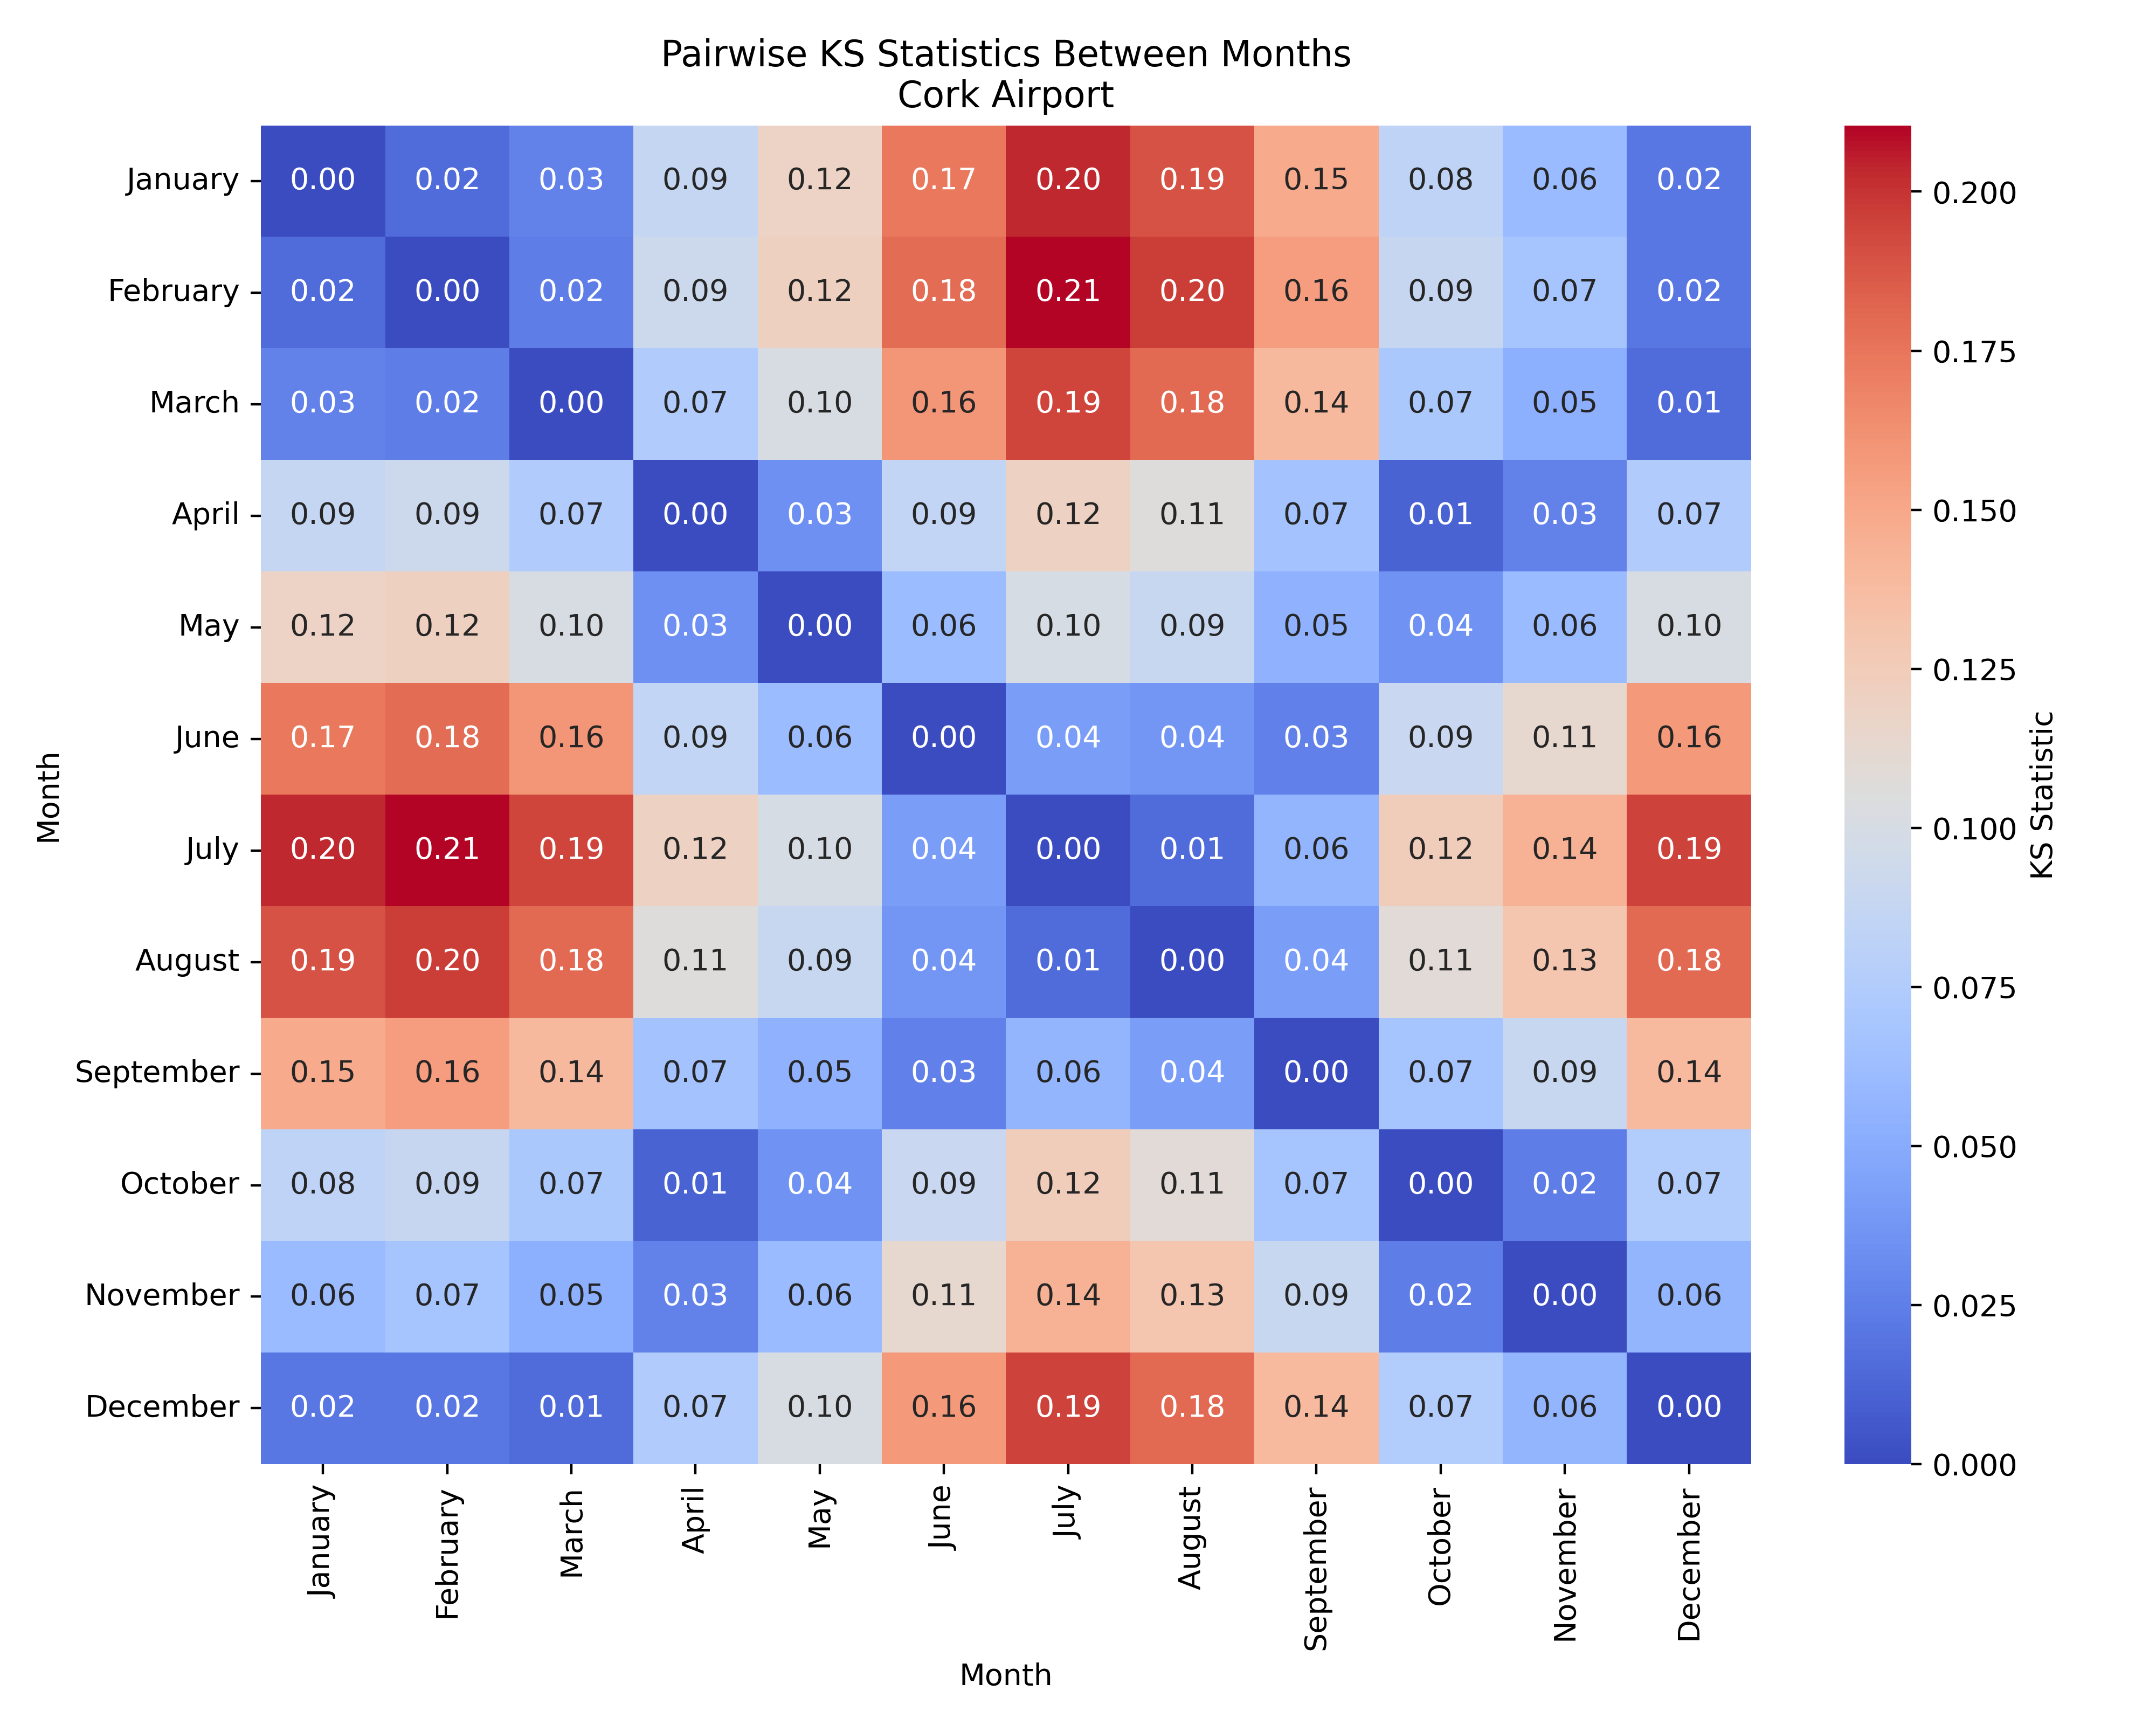 Pairwise KS Statistics Between Months
Cork Airport
January 0.00 0.02 0.03 0.09 0.12 0.17 0.20 0.19 0.15 0.08 0.06 0.02
February 0.02 0.00 0.02 0.09 0.12 0.18 0.21 0.20 0.16 0.09 0.07 0.02
March 0.03 0.02 0.00 0.07 0.10 0.16 0.19 0.18 0.14 0.07 0.05 0.01
April 0.09 0.09 0.07 0.00 0.03 0.09 0.12 0.11 0.07 0.01 0.03 0.07
May 0.12 0.12 0.10 0.03 0.00 0.06 0.10 0.09 0.05 0.04 0.06 0.10
June 0.17 0.18 0.16 0.09 0.06 0.00 0.04 0.04 0.03 0.09 0.11 0.16
July 0.20 0.21 0.19 0.12 0.10 0.04 0.00 0.01 0.06 0.12 0.14 0.19
August 0.19 0.20 0.18 0.11 0.09 0.04 0.01 0.00 0.04 0.11 0.13 0.18
September 0.15 0.16 0.14 0.07 0.05 0.03 0.06 0.04 0.00 0.07 0.09 0.14
October 0.08 0.09 0.07 0.01 0.04 0.09 0.12 0.11 0.07 0.00 0.02 0.07
November 0.06 0.07 0.05 0.03 0.06 0.11 0.14 0.13 0.09 0.02 0.00 0.06
December 0.02 0.02 0.01 0.07 0.10 0.16 0.19 0.18 0.14 0.07 0.06 0.00
Month
January February March April May June July August September October November December
Month
0.200
0.175
0.150
0.125
0.100
0.075
0.050
0.025
0.000
KS Statistic